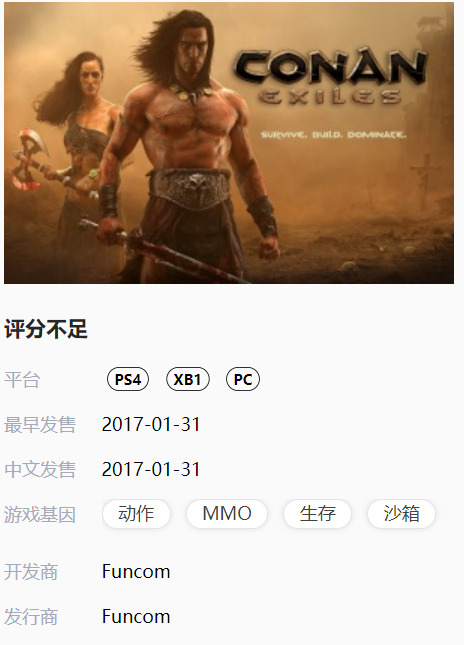 CONAN
EXILES
SURVIVE. BUILD. DOMINATE.
评分不足
平台 PS4 XB1 PC
最早发售 2017-01-31
中文发售 2017-01-31
游戏基因 动作 MMO 生存 沙箱
开发商 Funcom
发行商 Funcom